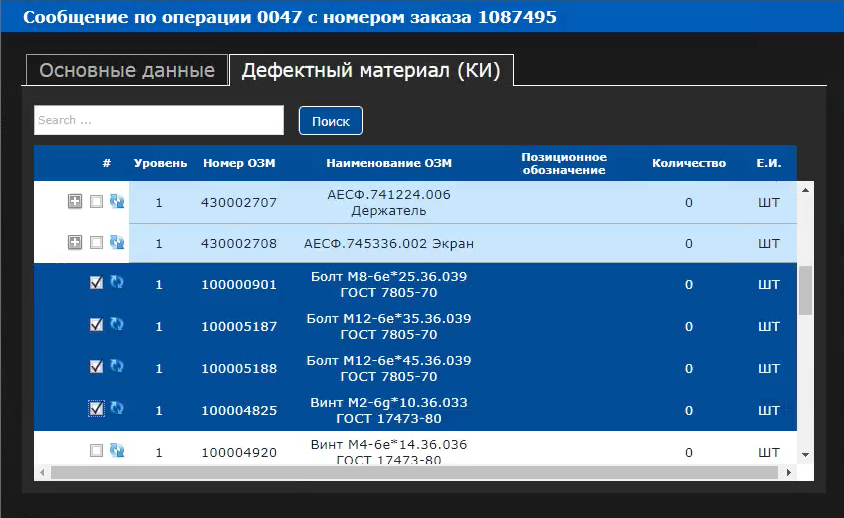 Сообщение по операции 0047 с номером заказа 1087495
Основные данные Дефектный материал (КИ)
Search ... Поиск
# Уровень Номер ОЗМ Наименование ОЗМ Позиционное обозначение Количество Е.И.
1 430002707 АЕСФ.741224.006 Держатель 0 ШТ
1 430002708 АЕСФ.745336.002 Экран 0 ШТ
1 100000901 Болт М8-6е*25.36.039 ГОСТ 7805-70 0 ШТ
1 100005187 Болт М12-6е*35.36.039 ГОСТ 7805-70 0 ШТ
1 100005188 Болт М12-6е*45.36.039 ГОСТ 7805-70 0 ШТ
1 100004825 Винт М2-6g*10.36.033 ГОСТ 17473-80 0 ШТ
1 100004920 Винт М4-6е*14.36.036 ГОСТ 17473-80 0 ШТ